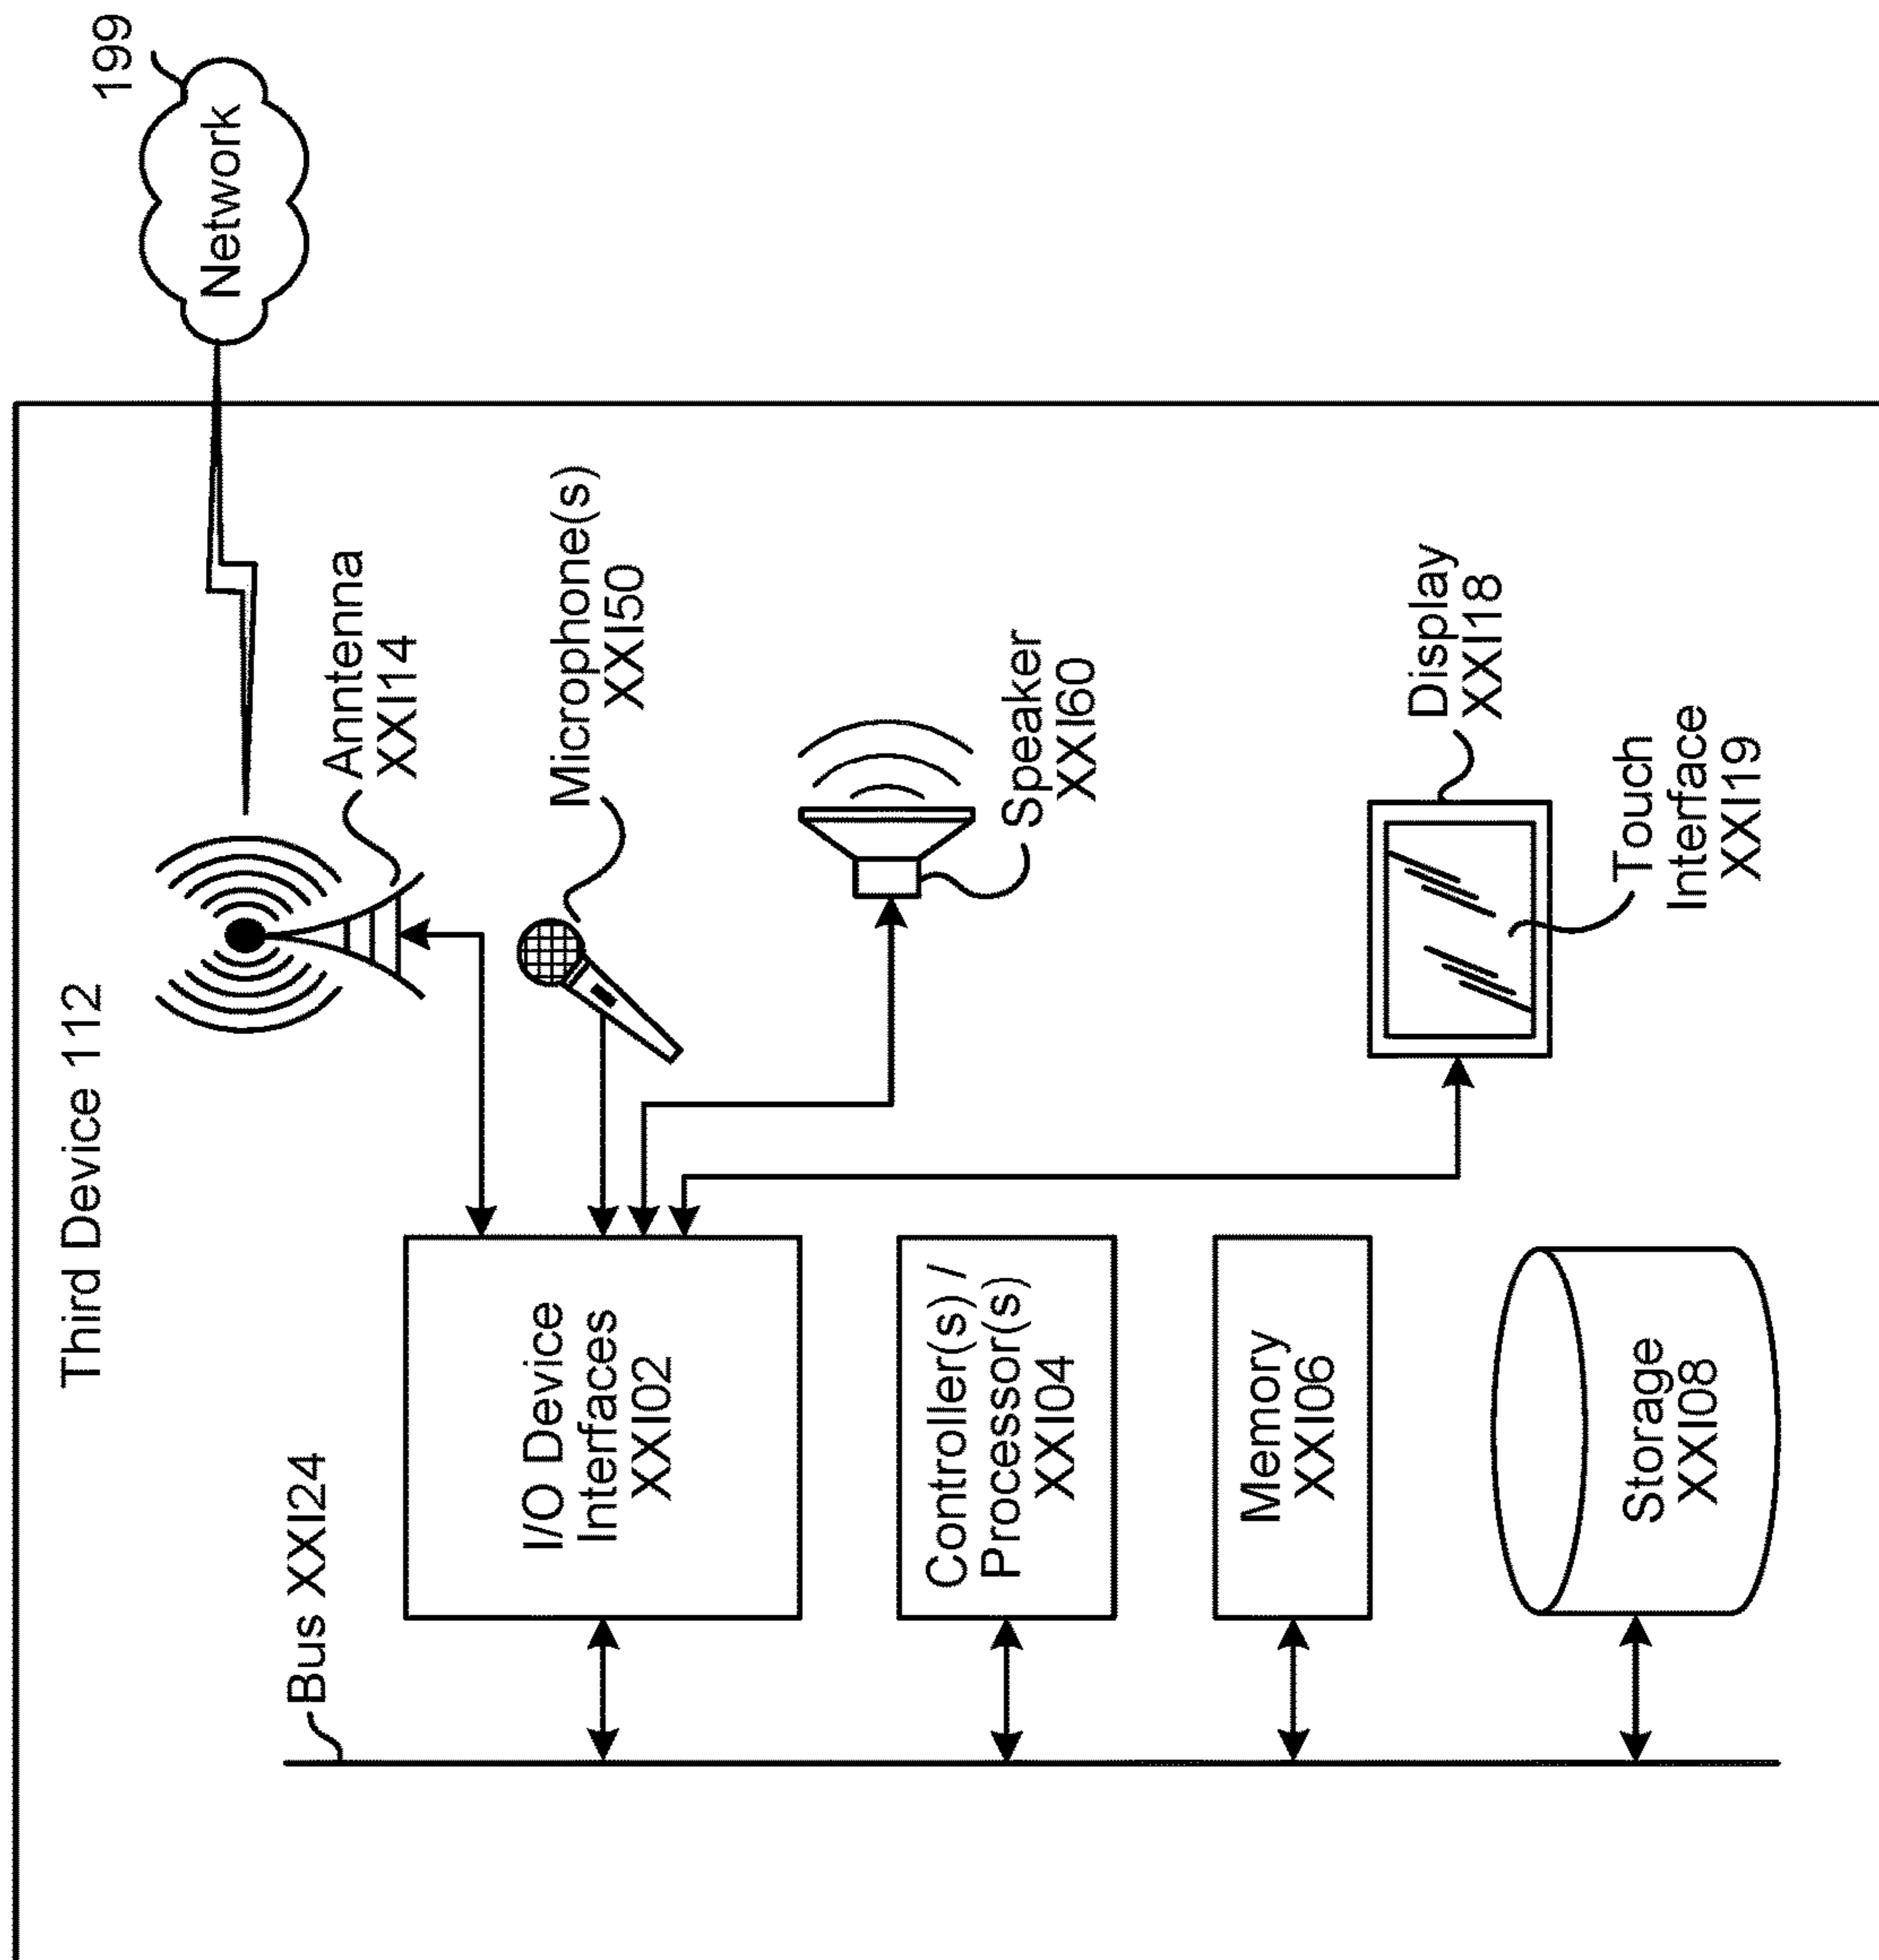 Third Device 112
199
Network
Bus XXI24
Anntenna
XXI14
I/O Device
Interfaces
XXI02
Microphone(s)
XXI50
Controller(s) /
Processor(s)
XXI04
Speaker
XXI60
Memory
XXI06
Display
XXI18
Storage
XXI08
Touch
Interface
XXI19